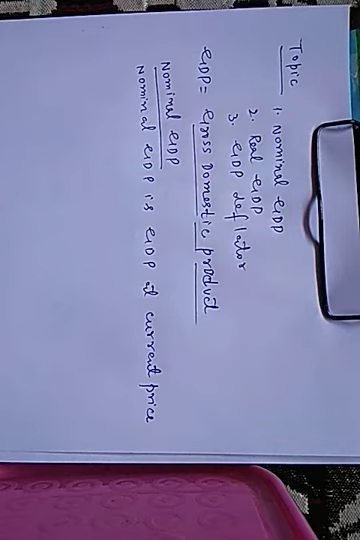 Topic 1. Nominal GDP
2. Real GDP
3. GDP deflator
GDP = Gross Domestic product
Nominal GDP
Nominal GDP is GDP at current price